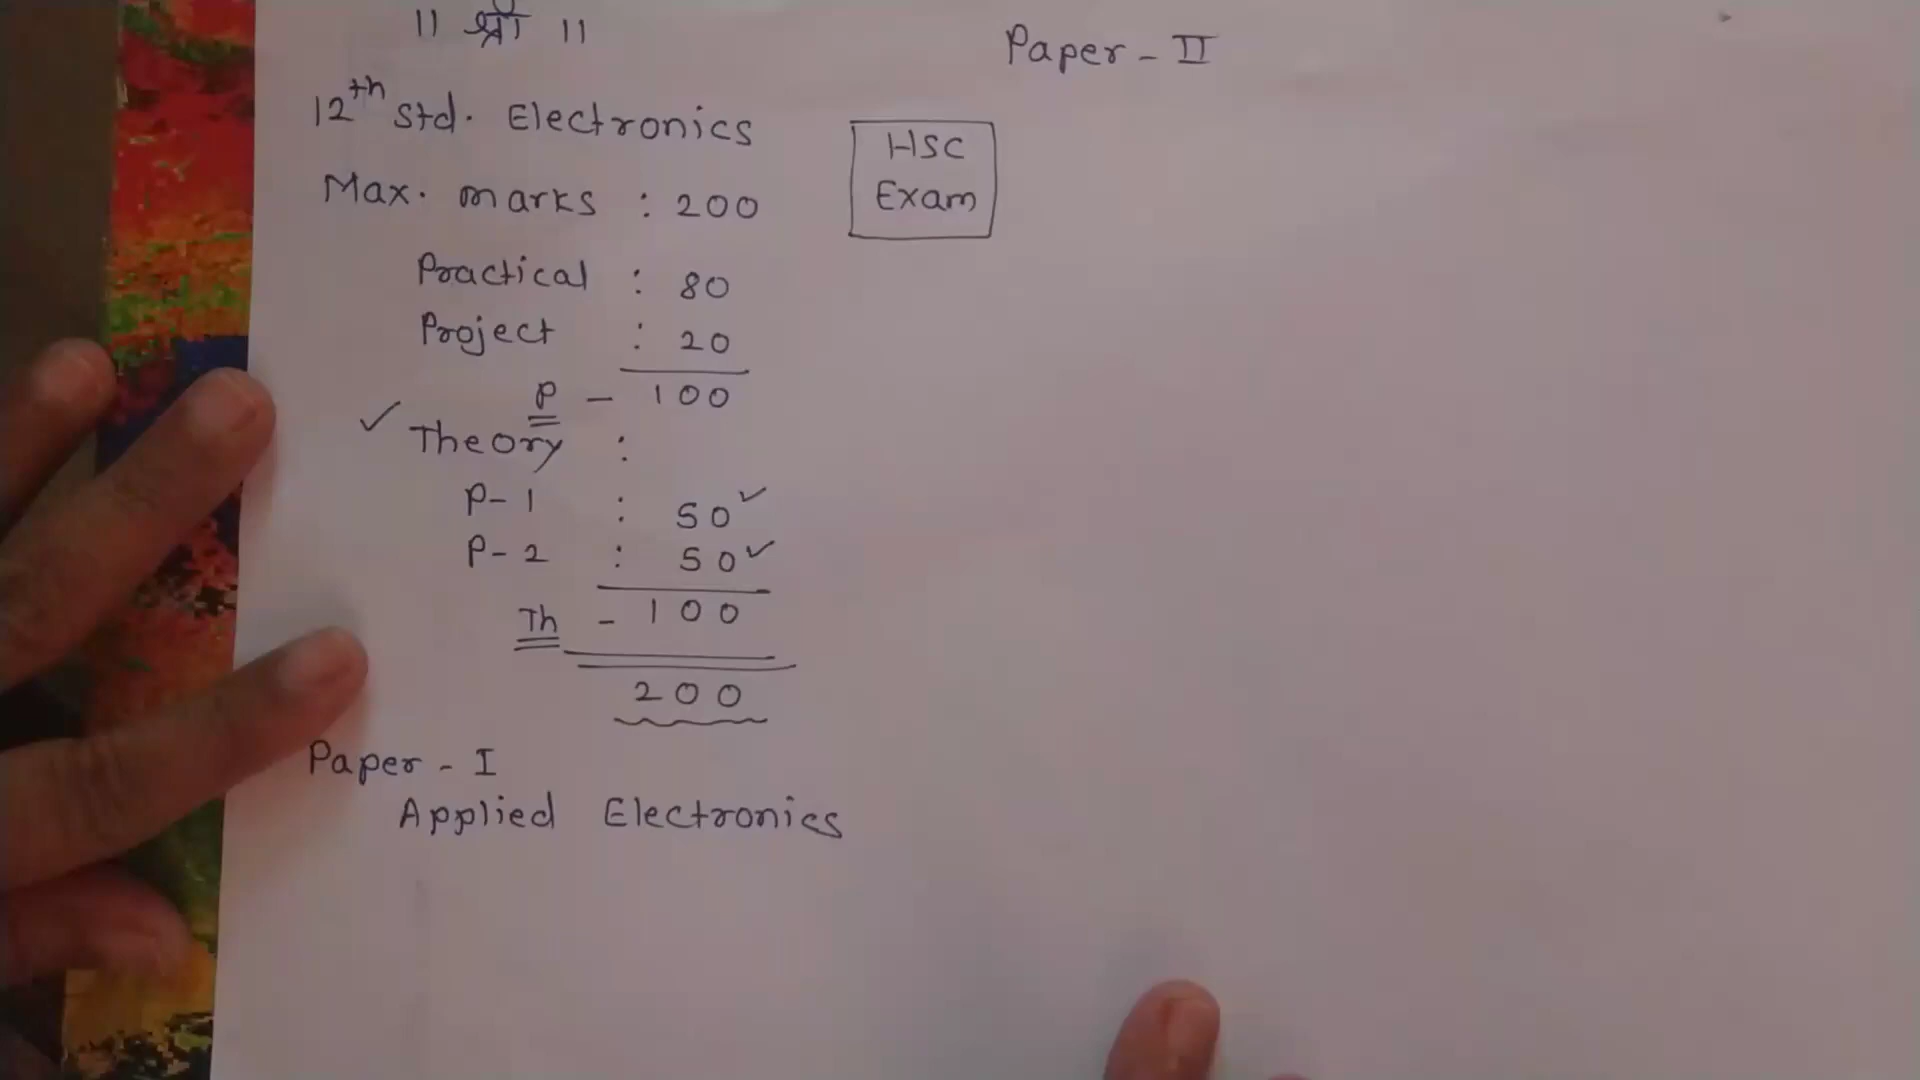 ॥ श्री ॥
12th std. Electronics
Max. marks : 200
Practical : 80
Project : 20
P - 100
✓ Theory :
P-1 : 50 ✓
P-2 : 50 ✓
Th - 100
200
Paper - I
Applied Electronics
Paper - II
HSC
Exam